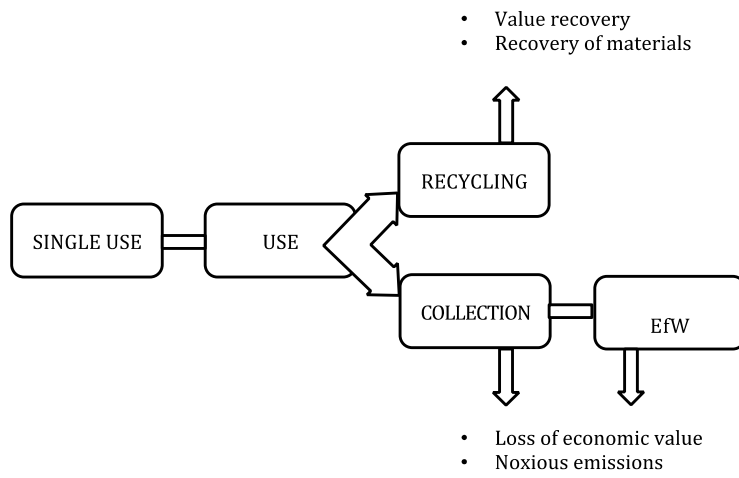 • Value recovery
• Recovery of materials
RECYCLING
SINGLE USE
USE
COLLECTION
EfW
• Loss of economic value
• Noxious emissions